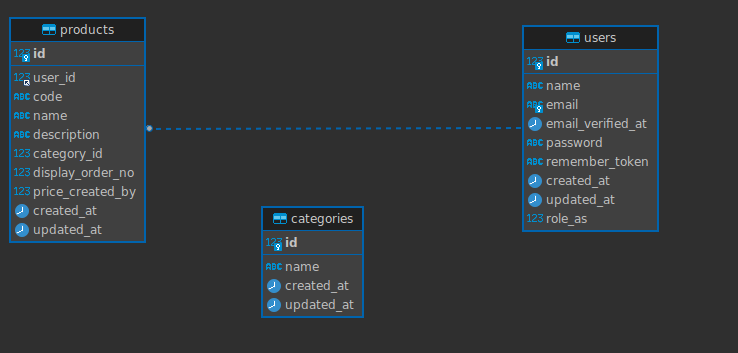 products
123 id
123 user_id
ABC code
ABC name
ABC description
123 category_id
123 display_order_no
123 price_created_by
created_at
updated_at
users
123 id
ABC name
ABC email
email_verified_at
ABC password
ABC remember_token
created_at
updated_at
123 role_as
categories
123 id
ABC name
created_at
updated_at